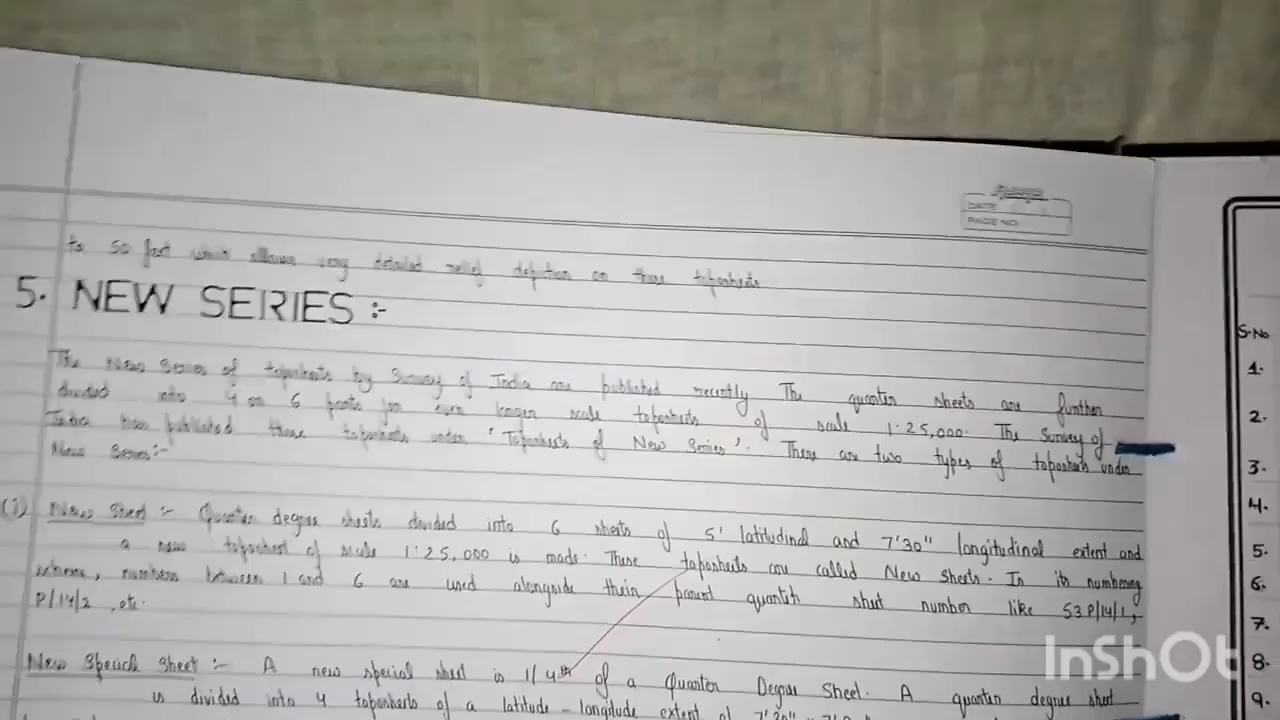 to 50 feet which allows very detailed relief depiction on these toposheets
DATE
PAGE NO.
5. NEW SERIES :-
The New Series of toposheets by Survey of India are published recently The quarter sheets are further
divided into 4 or 6 parts for even larger scale toposheets of scale 1:25,000. The Survey of
India has published these toposheets under 'Toposheets of New Series'. There are two types of toposheets under
New Series:-
(i) New Sheet :- Quarter degree sheets divided into 6 sheets of 5' latitudinal and 7'30" longitudinal extent and
a new toposheet of scale 1:25,000 is made. These toposheets are called New Sheets. In its numbering
scheme, numbers between 1 and 6 are used alongside their parent sheet number like 53 P/14/1,
P/14/2, etc.
New Sheet :- A new special sheet is 1/4th of a Quarter Degree Sheet. A quarter degree sheet
is divided into 4 toposheets of a latitude - longitude extent of 7'30"
S.No
1.
2.
3.
4.
5.
6.
7.
8.
9.
InShOt